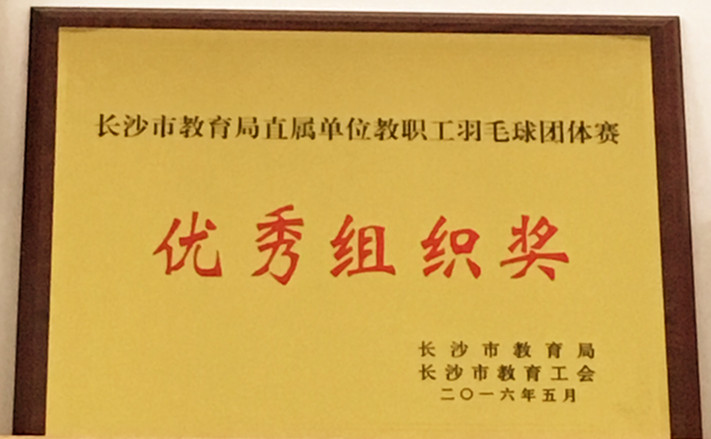 长沙市教育局直属单位教职工羽毛球团体赛
优秀组织奖
长沙市教育局
长沙市教育工会
二〇一六年五月